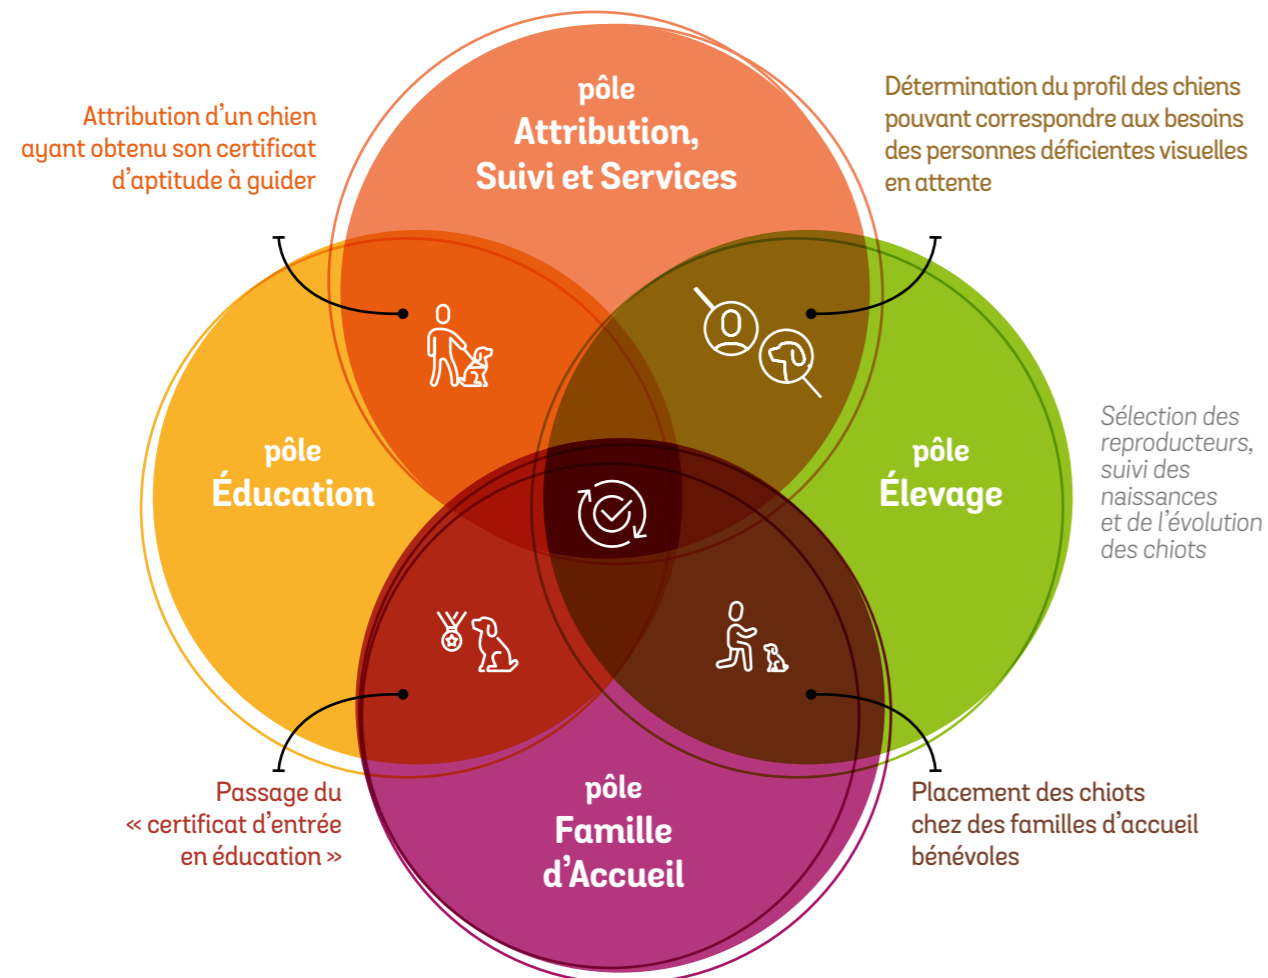 pôle
Attribution,
Suivi et Services
Attribution d'un chien
ayant obtenu son certificat
d'aptitude à guider
Détermination du profil des chiens
pouvant correspondre aux besoins
des personnes déficientes visuelles
en attente
pôle
Éducation
pôle
Élevage
Sélection des
reproducteurs,
suivi des
naissances
et de l'évolution
des chiots
Passage du
« certificat d'entrée
en éducation »
pôle
Famille
d'Accueil
Placement des chiots
chez des familles d'accueil
bénévoles